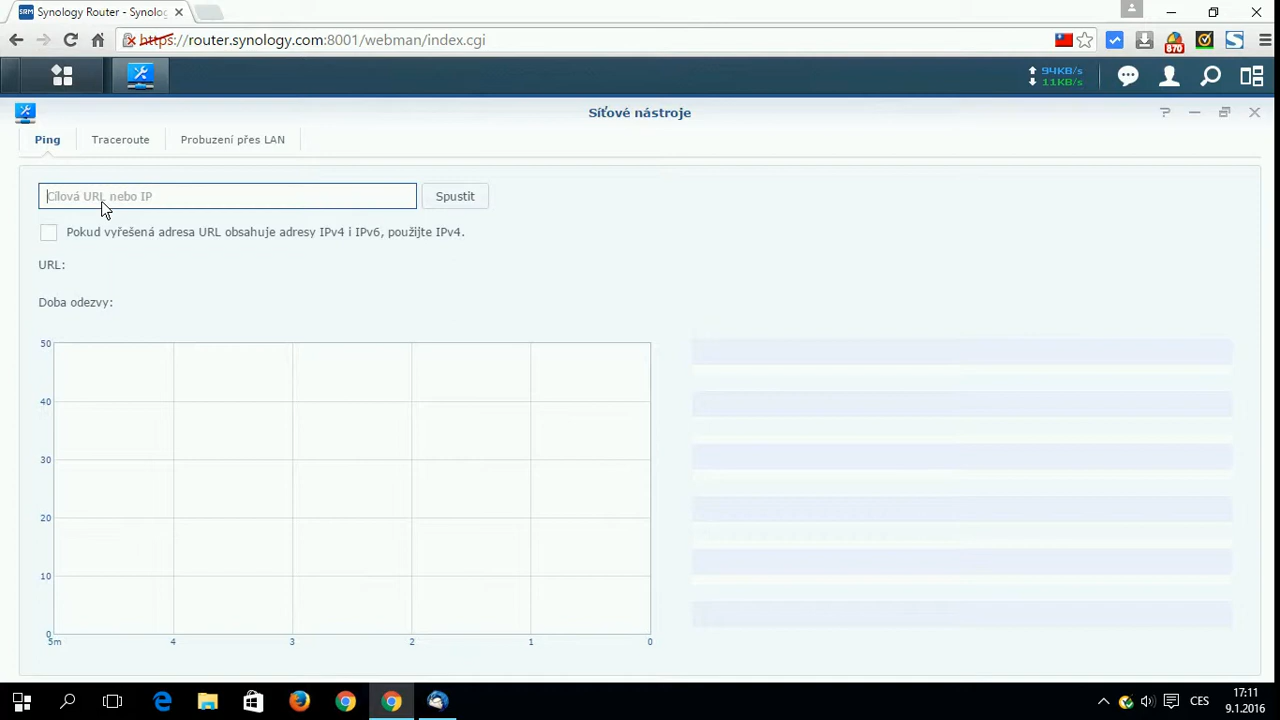 SRM Synology Router - Synolog
https://router.synology.com:8001/webman/index.cgi
870
94KB/s
11KB/s
Síťové nástroje
Ping Traceroute Probuzení přes LAN
Cílová URL nebo IP Spustit
Pokud vyřešená adresa URL obsahuje adresy IPv4 i IPv6, použijte IPv4.
URL:
Doba odezvy:
50
40
30
20
10
0
5m 4 3 2 1 0
CES
17:11
9.1.2016